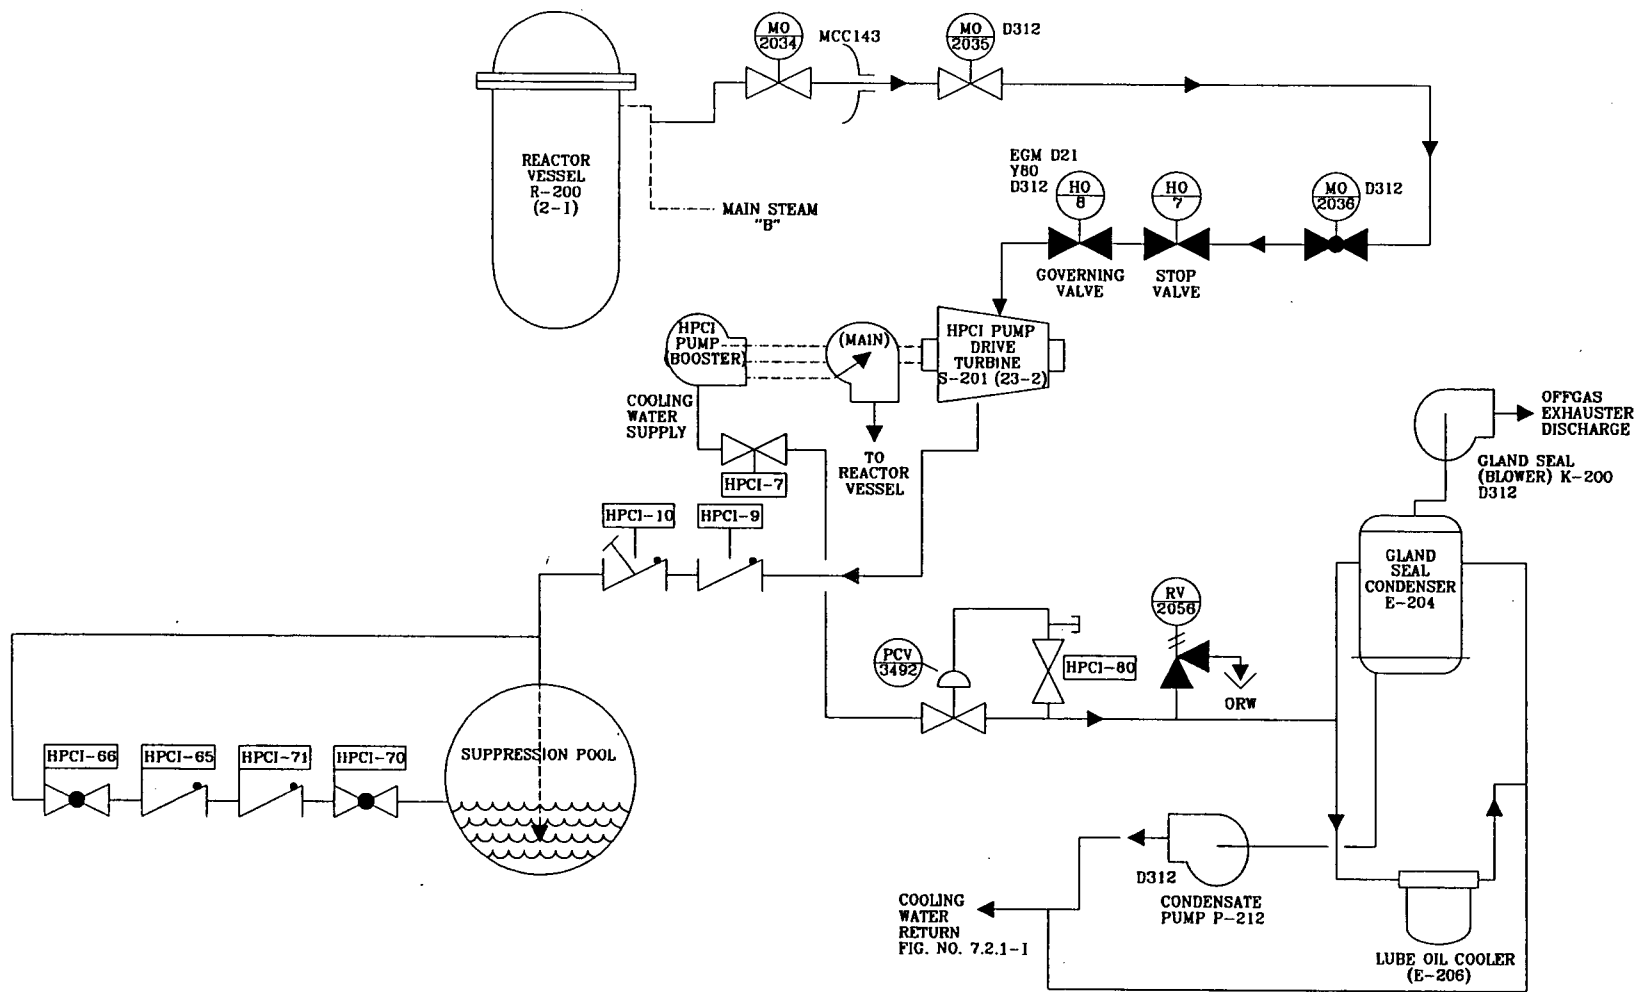 MO
2034
MCC143
MO
2035
D312
REACTOR
VESSEL
R-200
(2-1)
MAIN STEAM
"B"
EGM D21
Y80
D312
HO
8
HO
7
MO
2036
D312
GOVERNING
VALVE
STOP
VALVE
HPCI
PUMP
(BOOSTER)
(MAIN)
HPCI PUMP
DRIVE
TURBINE
S-201 (23-2)
COOLING
WATER
SUPPLY
HPCI-7
TO
REACTOR
VESSEL
OFFGAS
EXHAUSTER
DISCHARGE
GLAND SEAL
(BLOWER) K-200
D312
HPCI-10
HPCI-9
GLAND
SEAL
CONDENSER
E-204
RV
2056
PCV
3492
HPCI-80
ORW
HPCI-66
HPCI-65
HPCI-71
HPCI-70
SUPPRESSION POOL
D312
CONDENSATE
PUMP P-212
COOLING
WATER
RETURN
FIG. NO. 7.2.1-1
LUBE OIL COOLER
(E-206)